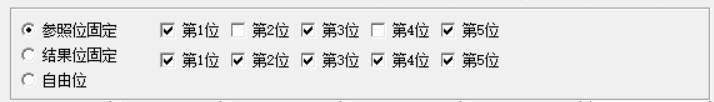 参照位固定 第1位 第2位 第3位 第4位 第5位
结果位固定 第1位 第2位 第3位 第4位 第5位
自由位